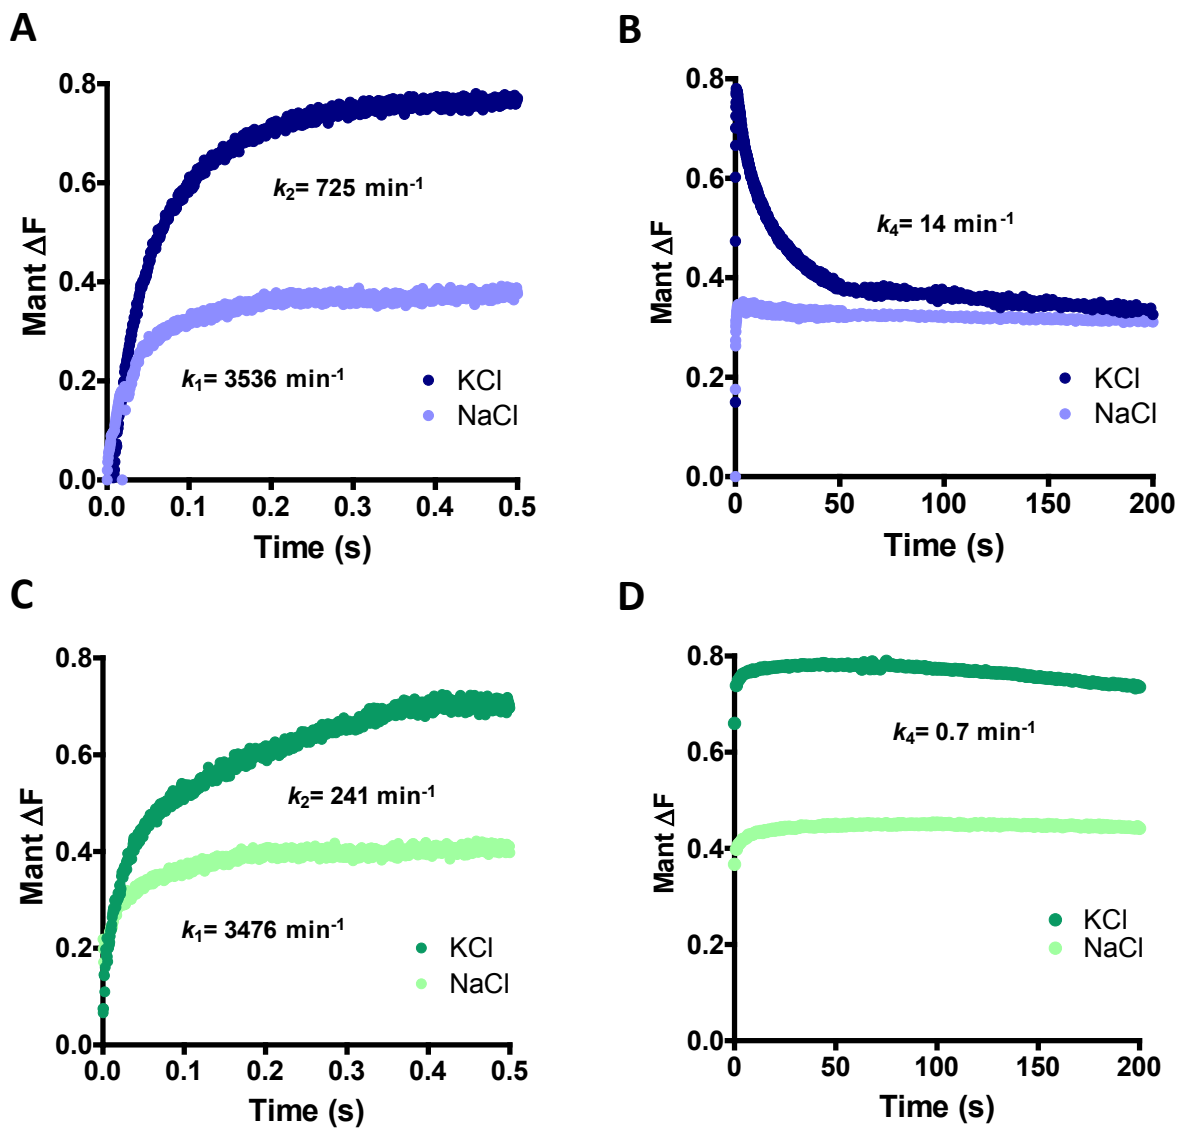 A
0.8
0.6
0.4
0.2
0.0
Mant ΔF
k₂= 725 min⁻¹
k₁= 3536 min⁻¹
KCl
NaCl
0.0 0.1 0.2 0.3 0.4 0.5
Time (s)
B
0.8
0.6
0.4
0.2
0.0
Mant ΔF
k₄= 14 min⁻¹
KCl
NaCl
0 50 100 150 200
Time (s)
C
0.8
0.6
0.4
0.2
0.0
Mant ΔF
k₂= 241 min⁻¹
k₁= 3476 min⁻¹
KCl
NaCl
0.0 0.1 0.2 0.3 0.4 0.5
Time (s)
D
0.8
0.6
0.4
0.2
0.0
Mant ΔF
k₄= 0.7 min⁻¹
KCl
NaCl
0 50 100 150 200
Time (s)